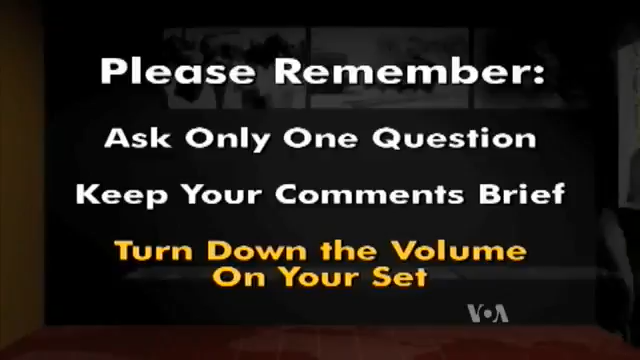 Please Remember:
Ask Only One Question
Keep Your Comments Brief
Turn Down the Volume
On Your Set
VOA